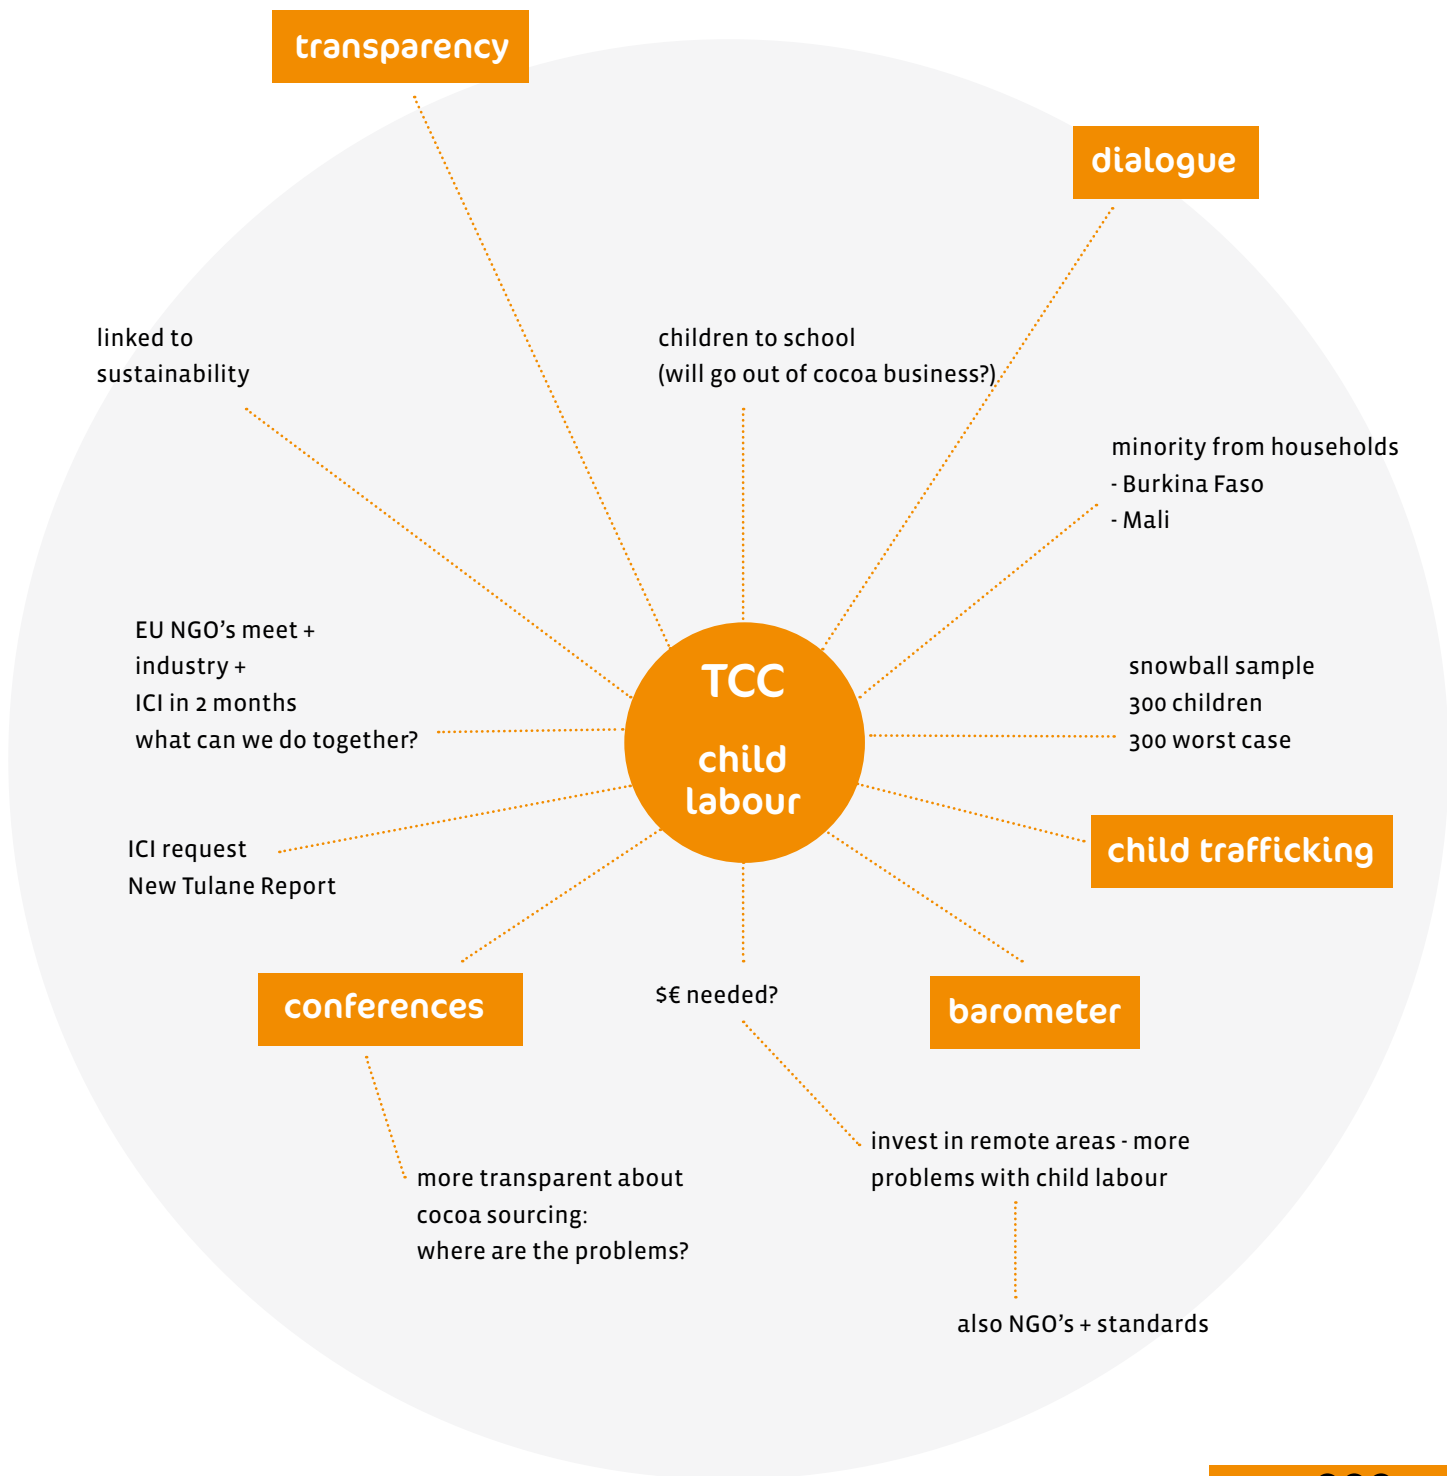 transparency
dialogue
linked to
sustainability
children to school
(will go out of cocoa business?)
minority from households
- Burkina Faso
- Mali
EU NGO’s meet +
industry +
ICI in 2 months
what can we do together?
TCC
child
labour
snowball sample
300 children
300 worst case
child trafficking
ICI request
New Tulane Report
conferences
$€ needed?
barometer
invest in remote areas - more
problems with child labour
more transparent about
cocoa sourcing:
where are the problems?
also NGO’s + standards